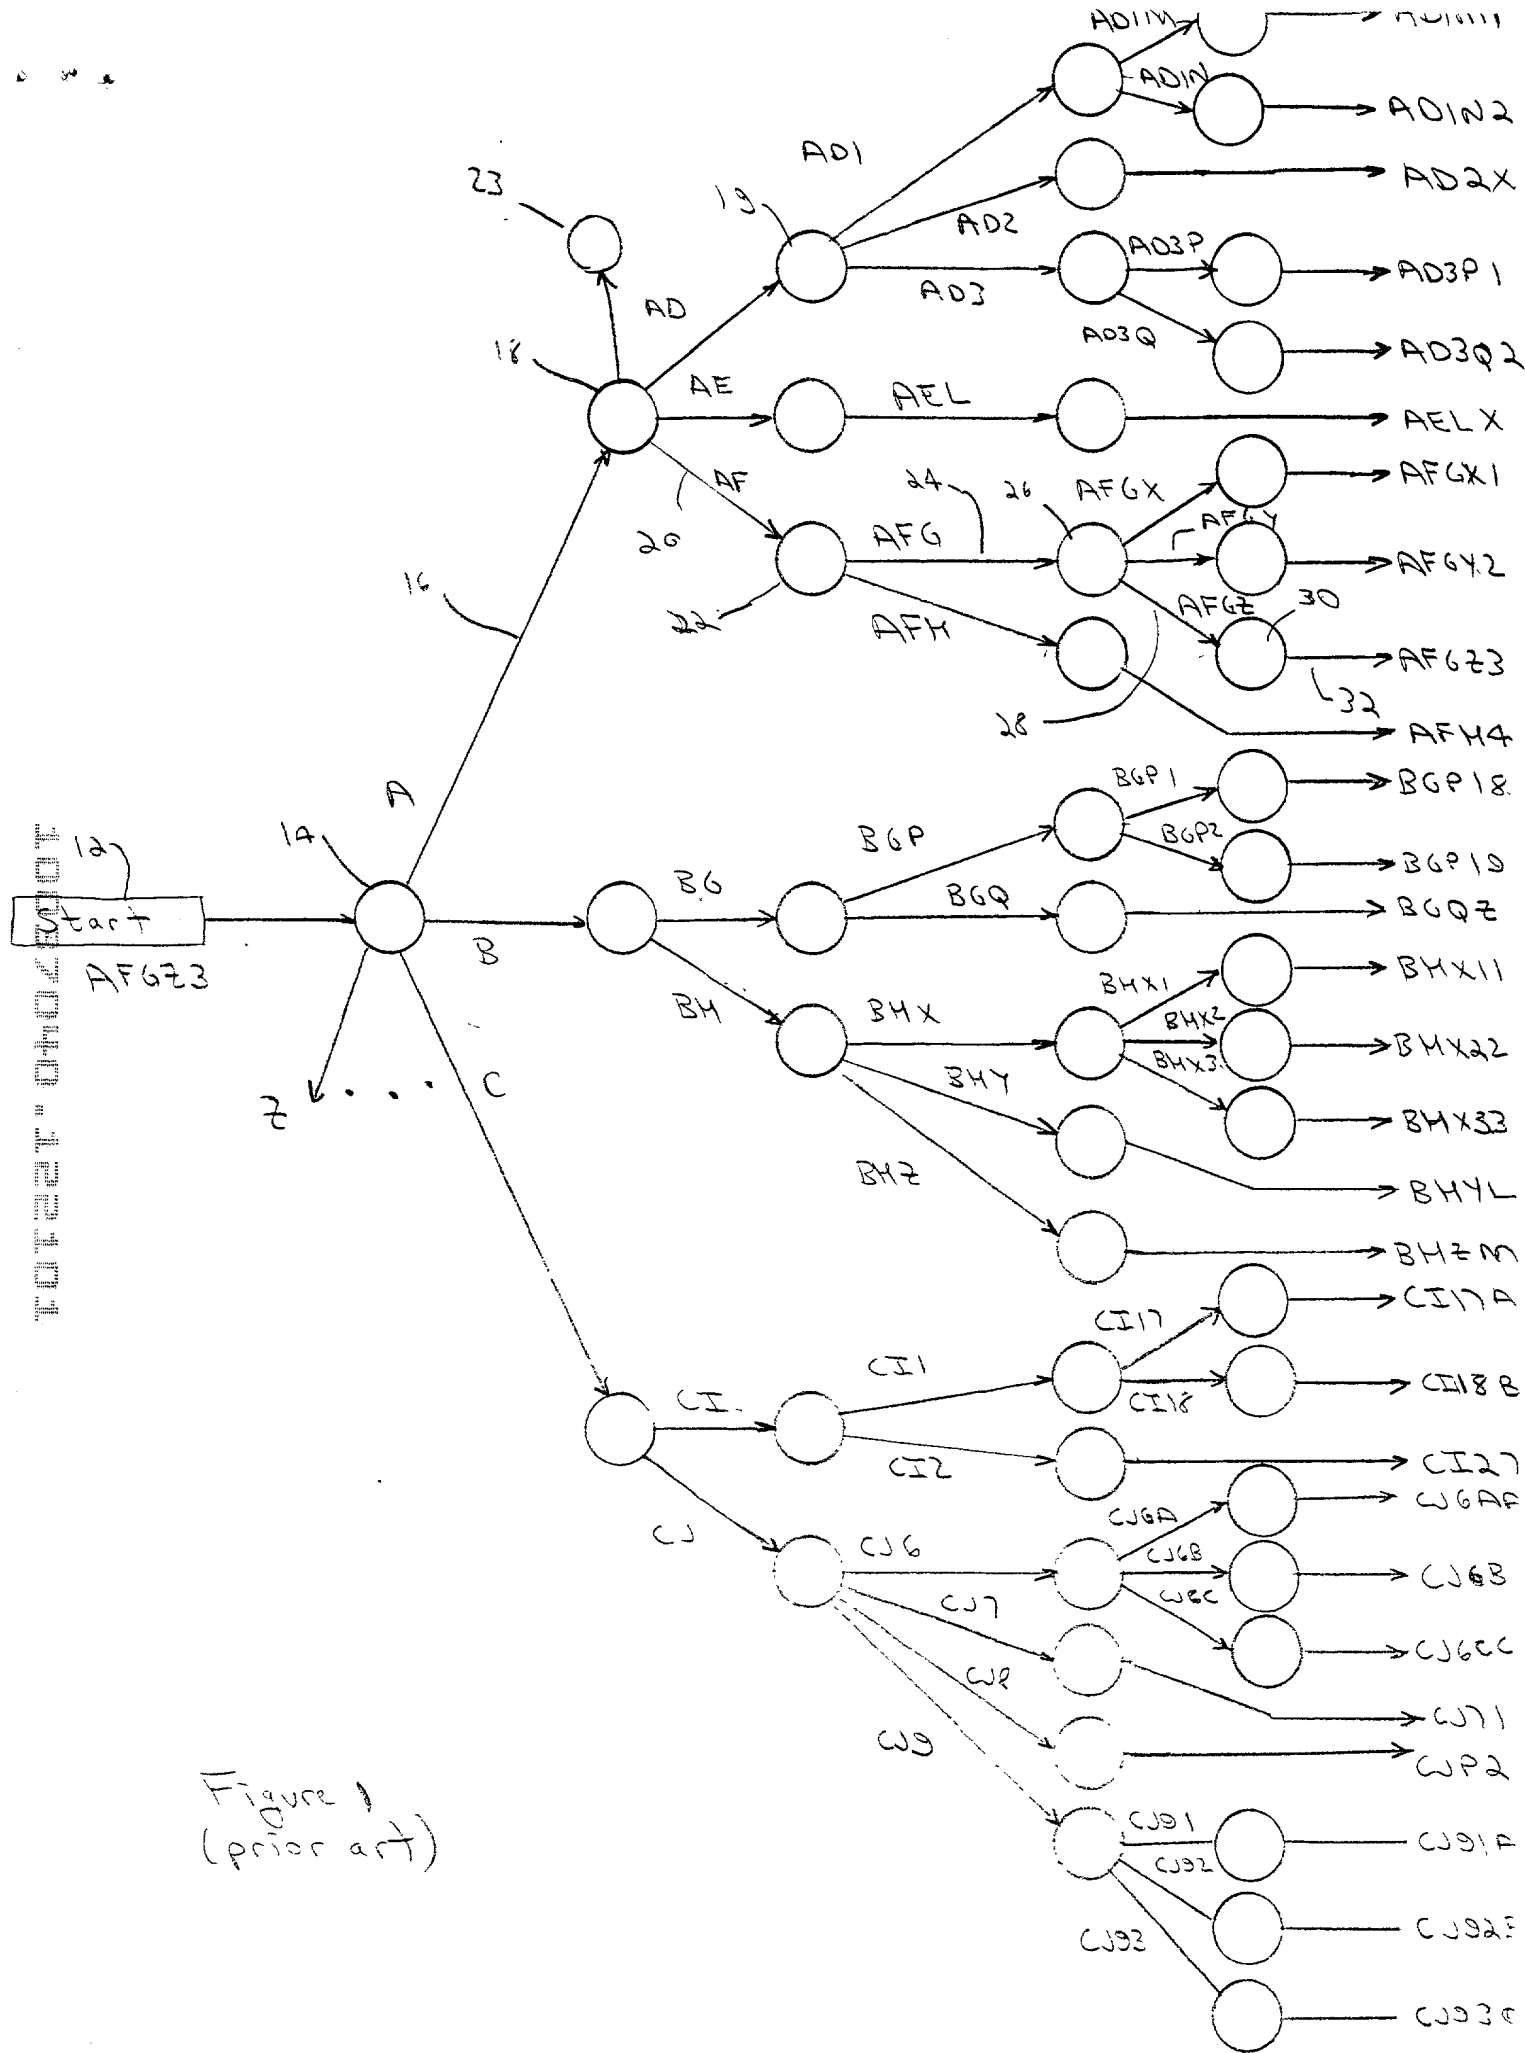 AD1M
AD1N
AD1N2
AD1
AD2X
23
19
AD2
AD3P
AD3P1
AD
AD3
AD3Q
AD3Q2
18
AE
AEL
AELX
AF
24
26
AFGX
AFGX1
20
AFG
AFGY
AFGY2
16
22
AFH
AFGZ
30
AFGZ3
28
32
AFH4
A
BGP1
BGP18
12
14
BGP
BGP2
BGP19
Start
BG
BGQ
BGQZ
AFGZ3
B
BH
BHX
BHX1
BHX11
BHX2
BHX22
Z
. . .
C
BHY
BHX3
BHX33
BHZ
BHYL
BHZM
CI17
CI17A
CI
CI1
CI18
CI18B
CI2
CI27
CJ
CJ6
CJ6A
CJ6B
CJ6B
CJ7
CJ6C
CJ6CC
CJ8
CJ71
CJ9
CJP2
Figure 1
(prior art)
CJ91
CJ92
CJ93